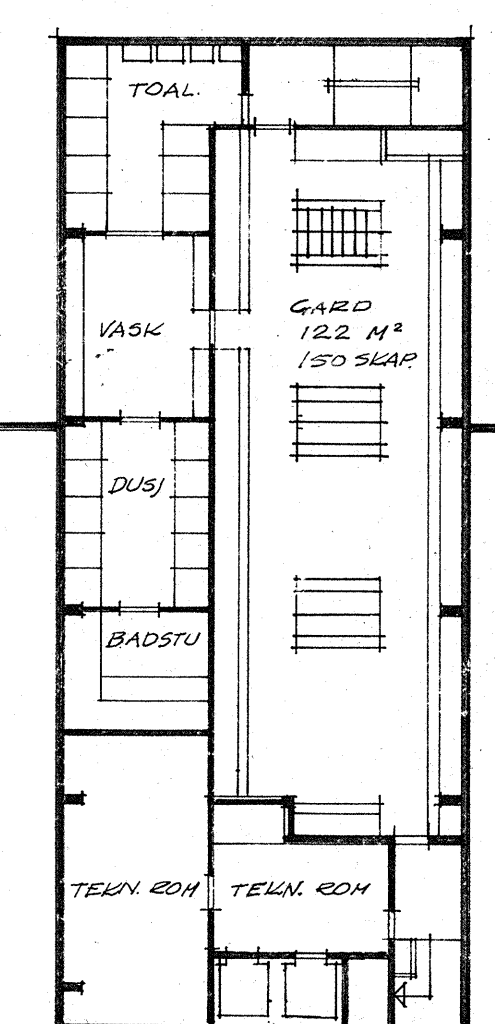 TOAL.
GARD
122 M²
150 SKAP.
VASK
DUSJ
BADSTU
TEKN. ROM
TEKN. ROM